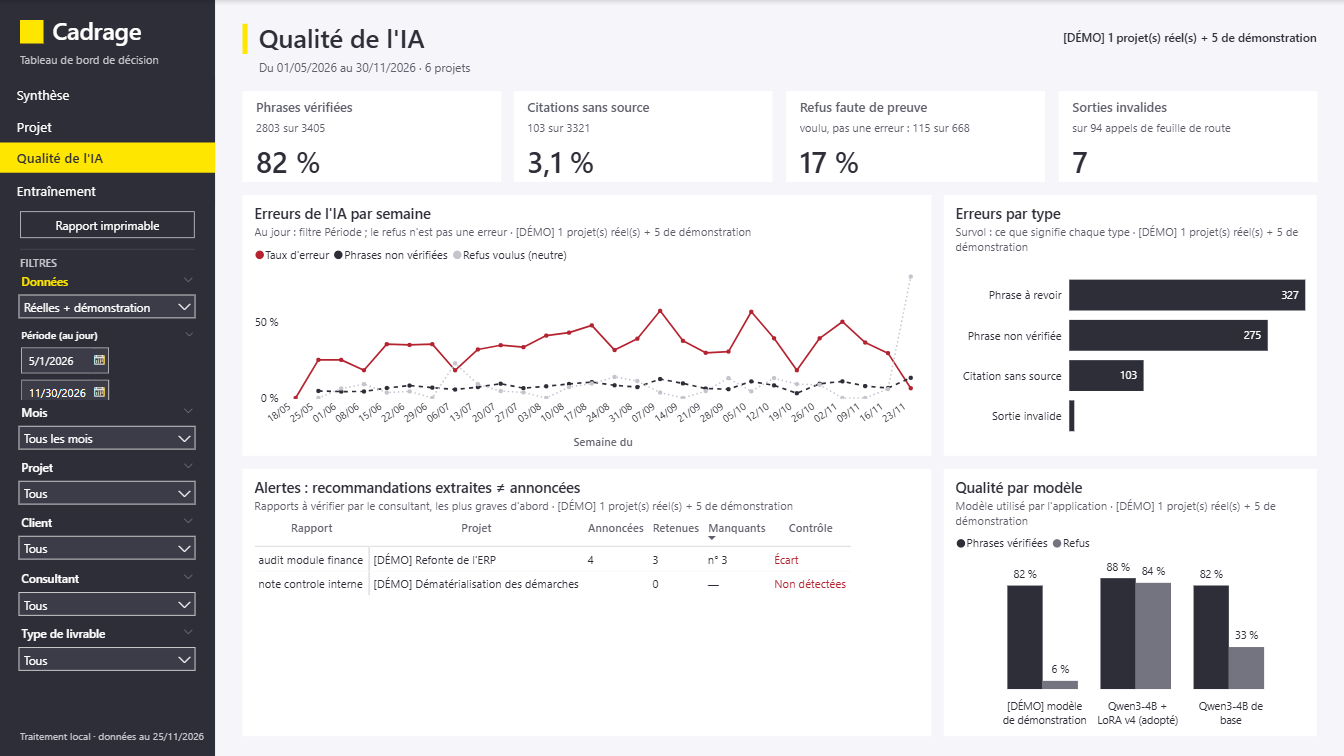 Cadrage
Tableau de bord de décision
Synthèse
Projet
Qualité de l'IA
Entraînement
Rapport imprimable
FILTRES
Données
Réelles + démonstration
Période (au jour)
5/1/2026
11/30/2026
Mois
Tous les mois
Projet
Tous
Client
Tous
Consultant
Tous
Type de livrable
Tous
Traitement local · données au 25/11/2026
Qualité de l'IA
Du 01/05/2026 au 30/11/2026 · 6 projets
[DÉMO] 1 projet(s) réel(s) + 5 de démonstration
Phrases vérifiées
2803 sur 3405
82 %
Citations sans source
103 sur 3321
3,1 %
Refus faute de preuve
voulu, pas une erreur : 115 sur 668
17 %
Sorties invalides
sur 94 appels de feuille de route
7
Erreurs de l'IA par semaine
Au jour : filtre Période ; le refus n'est pas une erreur · [DÉMO] 1 projet(s) réel(s) + 5 de démonstration
Taux d'erreur Phrases non vérifiées Refus voulus (neutre)
50 %
0 %
18/05 25/05 01/06 08/06 15/06 22/06 29/06 06/07 13/07 20/07 27/07 03/08 10/08 17/08 24/08 31/08 07/09 14/09 21/09 28/09 05/10 12/10 19/10 26/10 02/11 09/11 16/11 23/11
Semaine du
Erreurs par type
Survol : ce que signifie chaque type · [DÉMO] 1 projet(s) réel(s) + 5 de
démonstration
Phrase à revoir 327
Phrase non vérifiée 275
Citation sans source 103
Sortie invalide
Alertes : recommandations extraites ≠ annoncées
Rapports à vérifier par le consultant, les plus graves d'abord · [DÉMO] 1 projet(s) réel(s) + 5 de démonstration
Rapport Projet Annoncées Retenues Manquants Contrôle
audit module finance [DÉMO] Refonte de l'ERP 4 3 n° 3 Écart
note controle interne [DÉMO] Dématérialisation des démarches 0 — Non détectées
Qualité par modèle
Modèle utilisé par l'application · [DÉMO] 1 projet(s) réel(s) + 5 de
démonstration
Phrases vérifiées Refus
82 % 6 % 88 % 84 % 82 % 33 %
[DÉMO] modèle
de démonstration
Qwen3-4B +
LoRA v4 (adopté)
Qwen3-4B de
base